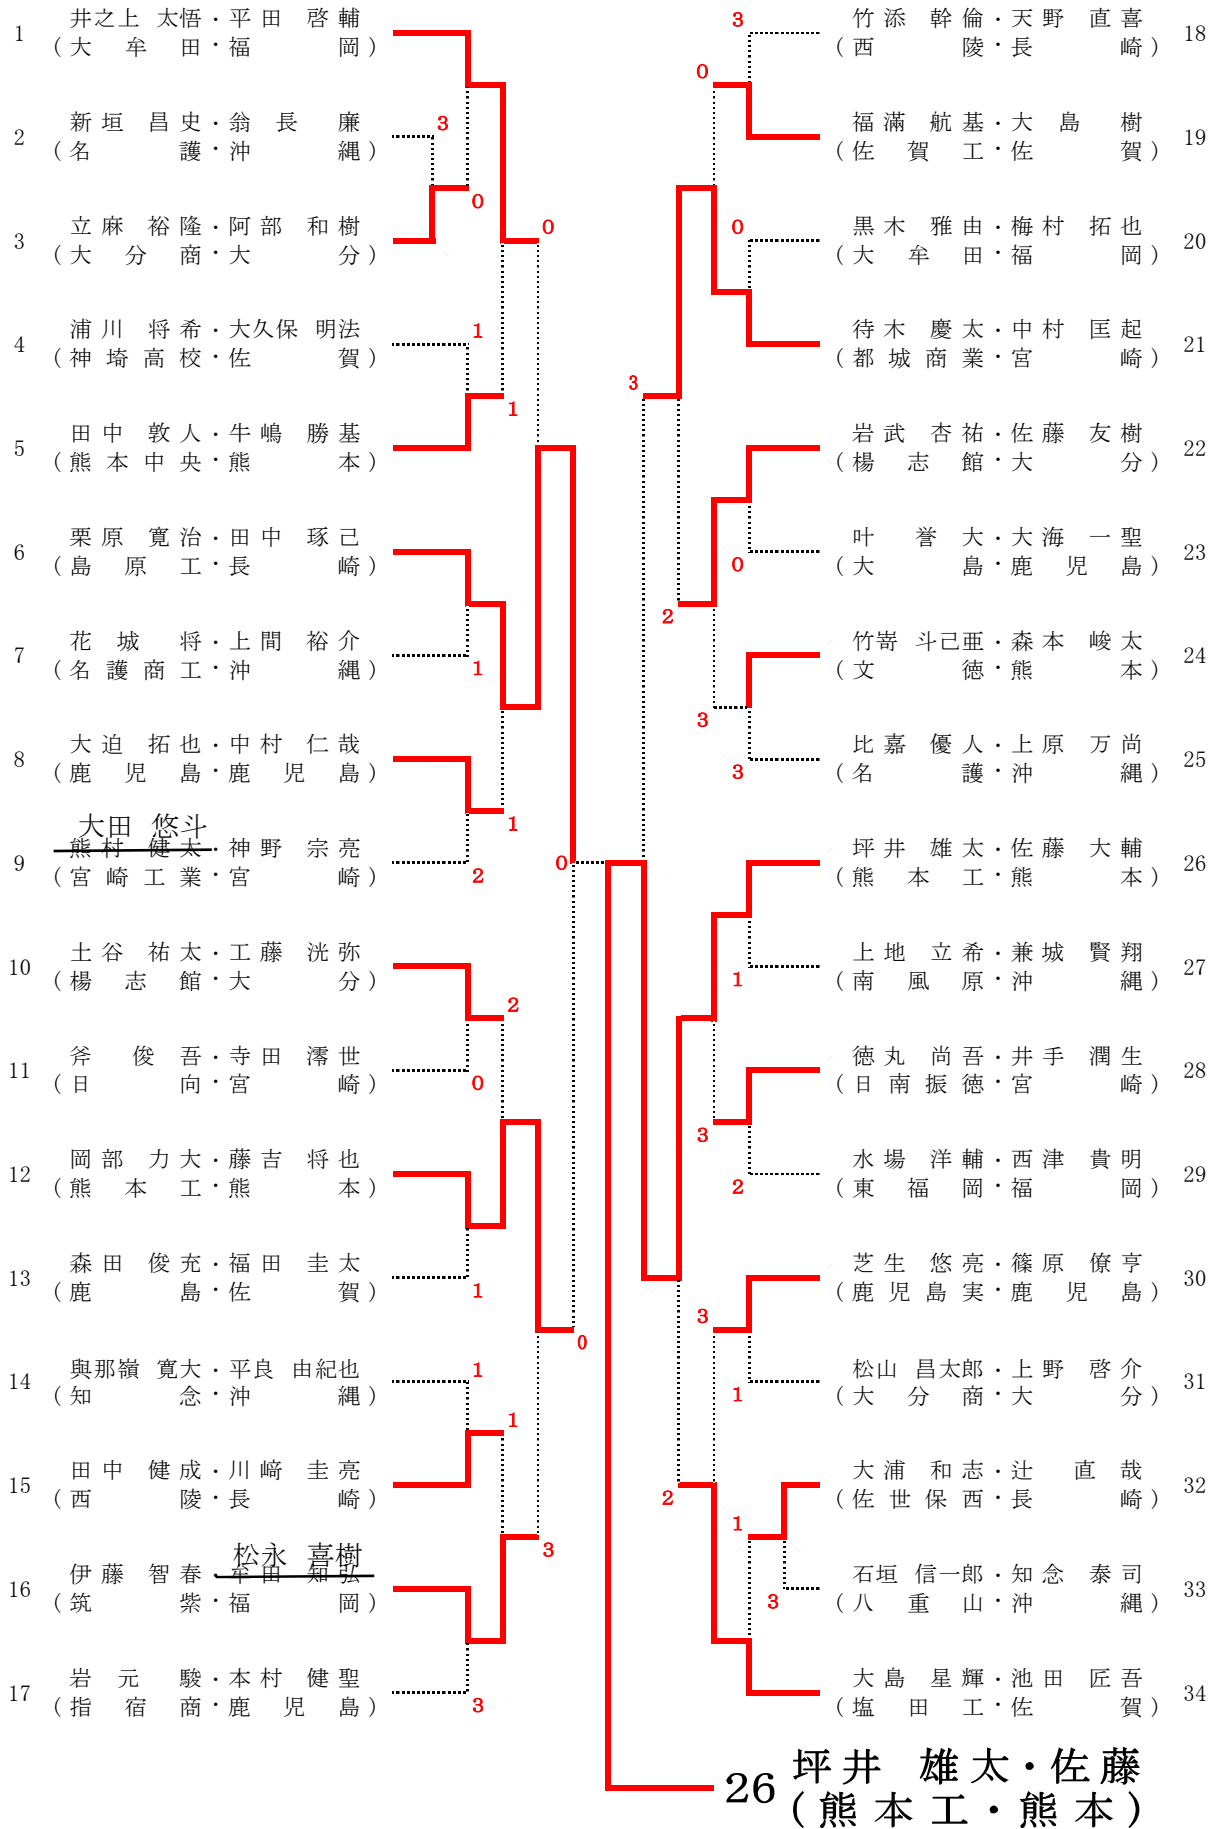 1 井之上 太悟・平田 啓輔
(大牟田・福岡)
2 新垣 昌史・翁長 廉
(名護・沖縄)
3
3 立麻 裕隆・阿部 和樹
(大分商・大分)
0
0
4 浦川 将希・大久保 明法
(神埼高校・佐賀)
1
5 田中 敦人・牛嶋 勝基
(熊本中央・熊本)
1
6 栗原 寛治・田中 琢己
(島原工・長崎)
7 花城 将・上間 裕介
(名護商工・沖縄)
1
8 大迫 拓也・中村 仁哉
(鹿児島・鹿児島)
1
大田 悠斗
9 熊村 健太・神野 宗亮
(宮崎工業・宮崎)
2
0
10 土谷 祐太・工藤 洸弥
(楊志館・大分)
2
11 斧 俊吾・寺田 澪世
(日向・宮崎)
0
12 岡部 力大・藤吉 将也
(熊本工・熊本)
13 森田 俊充・福田 圭太
(鹿島・佐賀)
1
0
14 與那嶺 寛大・平良 由紀也
(知念・沖縄)
1
1
15 田中 健成・川﨑 圭亮
(西陵・長崎)
3
松永 喜樹
16 伊藤 智春・牟田 知弘
(筑紫・福岡)
17 岩元 駿・本村 健聖
(指宿商・鹿児島)
3
3
竹添 幹倫・天野 直喜 18
(西陵・長崎)
0
福満 航基・大島 樹 19
(佐賀工・佐賀)
0
黒木 雅由・梅村 拓也 20
(大牟田・福岡)
待木 慶太・中村 匡起 21
(都城商業・宮崎)
3
岩武 杏祐・佐藤 友樹 22
(楊志館・大分)
叶 誉大・大海 一聖 23
(大島・鹿児島)
0
2
竹嵜 斗己亜・森本 峻太 24
(文徳・熊本)
3
比嘉 優人・上原 万尚 25
(名護・沖縄)
3
坪井 雄太・佐藤 大輔 26
(熊本工・熊本)
上地 立希・兼城 賢翔 27
(南風原・沖縄)
1
徳丸 尚吾・井手 潤生 28
(日南振徳・宮崎)
3
水場 洋輔・西津 貴明 29
(東福岡・福岡)
2
芝生 悠亮・篠原 僚亨 30
(鹿児島実・鹿児島)
3
松山 昌太郎・上野 啓介 31
(大分商・大分)
1
大浦 和志・辻 直哉 32
(佐世保西・長崎)
2
1
石垣 信一郎・知念 泰司 33
(八重山・沖縄)
3
大島 星輝・池田 匠吾 34
(塩田工・佐賀)
26 坪井 雄太・佐藤
(熊本工・熊本)